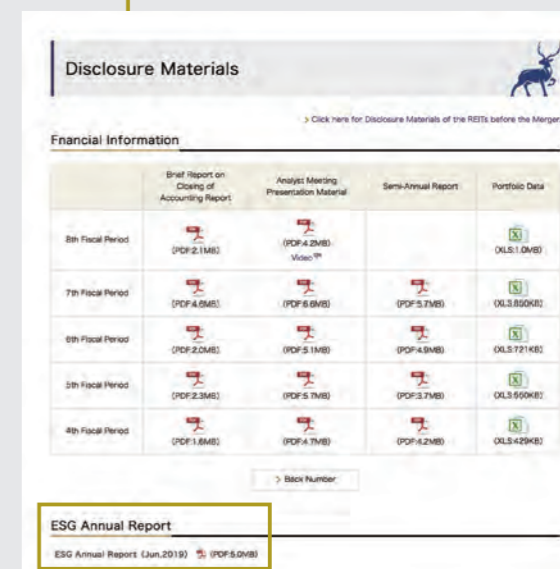 Disclosure Materials
> Click here for Disclosure Materials of the REITs before the Merger
Fnancial Information
Brief Report on
Closing of
Accounting Report
Analyst Meeting
Presentation Material
Semi-Annual Report
Portfolio Data
8th Fiscal Period
(PDF:2.1MB)
(PDF:4.2MB)
Video
(XLS:1.0MB)
7th Fiscal Period
(PDF:4.6MB)
(PDF:6.6MB)
(PDF:5.7MB)
(XLS:850KB)
6th Fiscal Period
(PDF:2.0MB)
(PDF:5.1MB)
(PDF:4.9MB)
(XLS:721KB)
5th Fiscal Period
(PDF:2.3MB)
(PDF:5.7MB)
(PDF:3.7MB)
(XLS:660KB)
4th Fiscal Period
(PDF:1.6MB)
(PDF:4.7MB)
(PDF:4.2MB)
(XLS:429KB)
> Back Number
ESG Annual Report
ESG Annual Report (Jun,2019) (PDF:5.0MB)